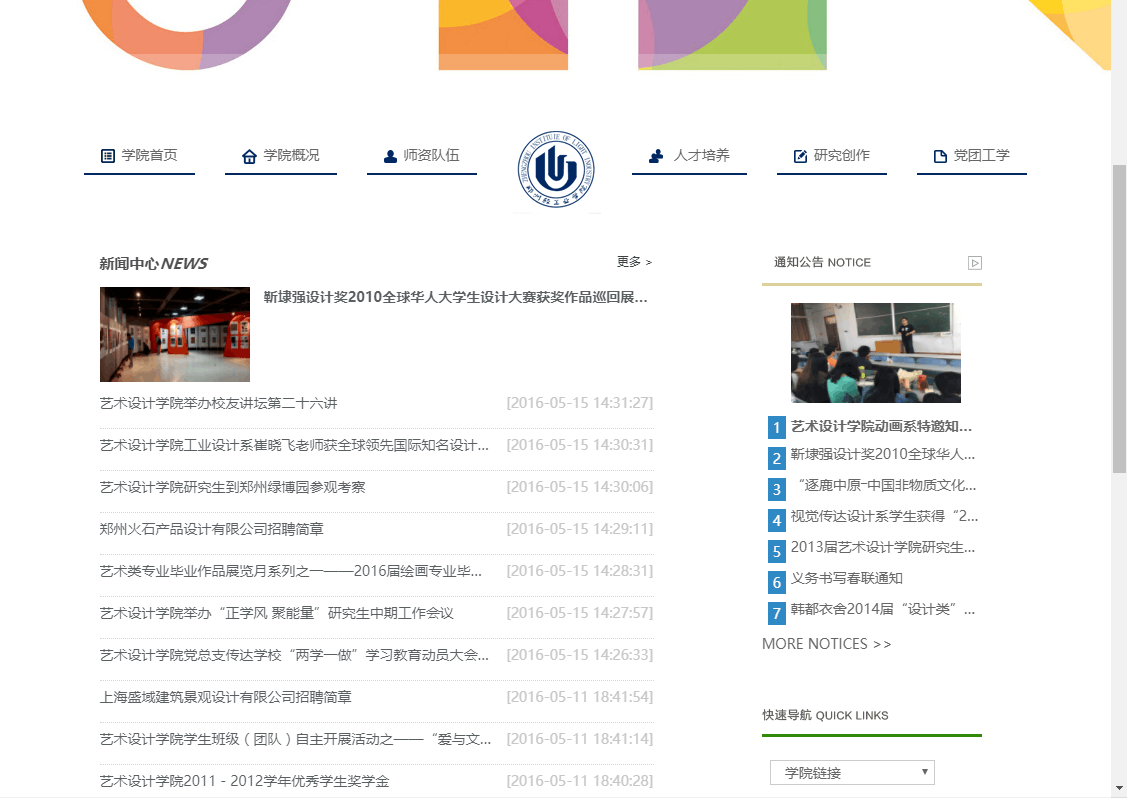 学院首页
学院概况
师资队伍
ZHENGZHOU INSTITUTE OF LIGHT INDUSTRY
郑州轻工业学院
人才培养
研究创作
党团工学
新闻中心NEWS
更多 >
靳埭强设计奖2010全球华人大学生设计大赛获奖作品巡回展...
艺术设计学院举办校友讲坛第二十六讲 [2016-05-15 14:31:27]
艺术设计学院工业设计系崔晓飞老师获全球领先国际知名设计... [2016-05-15 14:30:31]
艺术设计学院研究生到郑州绿博园参观考察 [2016-05-15 14:30:06]
郑州火石产品设计有限公司招聘简章 [2016-05-15 14:29:11]
艺术类专业毕业作品展览月系列之一——2016届绘画专业毕... [2016-05-15 14:28:31]
艺术设计学院举办“正学风 聚能量”研究生中期工作会议 [2016-05-15 14:27:57]
艺术设计学院党总支传达学校“两学一做”学习教育动员大会... [2016-05-15 14:26:33]
上海盛域建筑景观设计有限公司招聘简章 [2016-05-11 18:41:54]
艺术设计学院学生班级（团队）自主开展活动之——“爱与文... [2016-05-11 18:41:14]
艺术设计学院2011－2012学年优秀学生奖学金 [2016-05-11 18:40:28]
通知公告 NOTICE
1 艺术设计学院动画系特邀知...
2 靳埭强设计奖2010全球华人...
3 “逐鹿中原-中国非物质文化...
4 视觉传达设计系学生获得“2...
5 2013届艺术设计学院研究生...
6 义务书写春联通知
7 韩都衣舍2014届“设计类”...
MORE NOTICES >>
快速导航 QUICK LINKS
学院链接